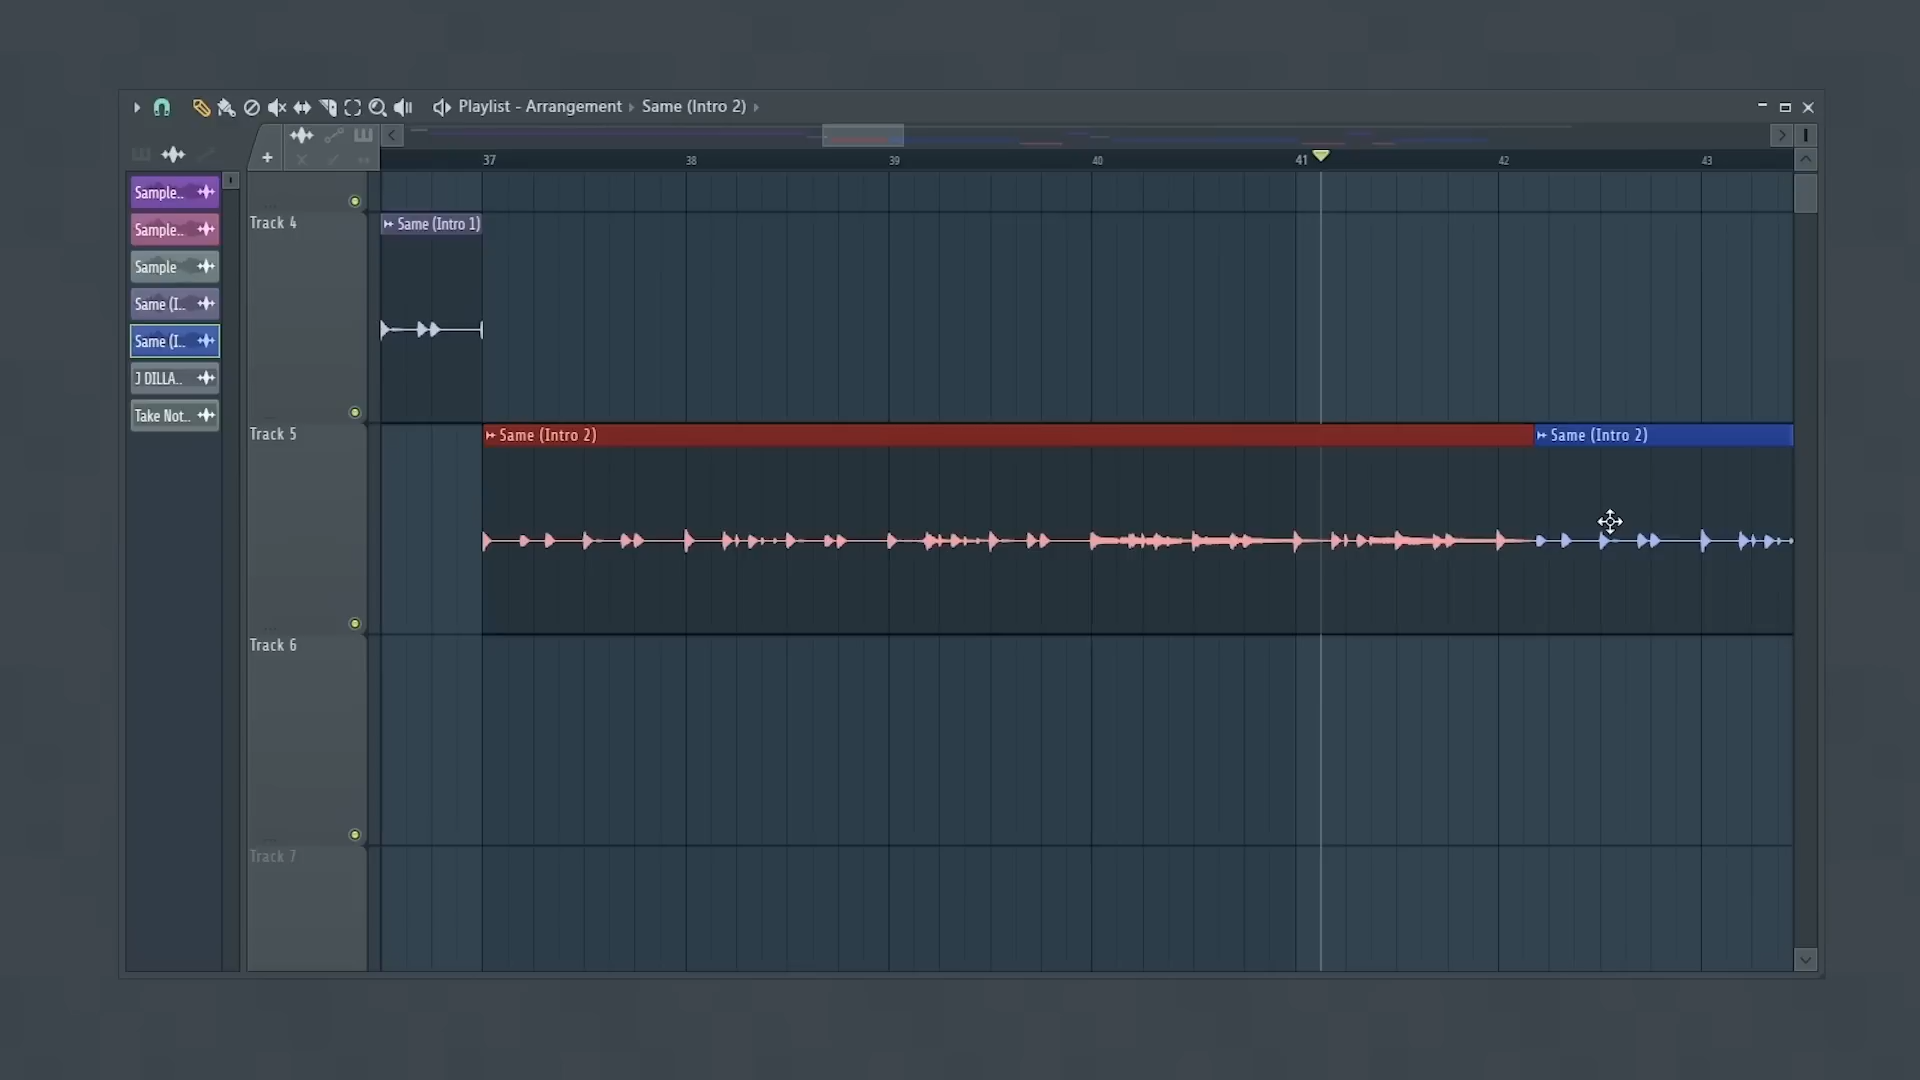 Playlist - Arrangement ▸ Same (Intro 2) ▸
37 38 39 40 41 42 43
Sample..
Sample..
Sample
Same (I..
Same (I..
J DILLA..
Take Not..
Track 4
Same (Intro 1)
Track 5
Same (Intro 2)
Same (Intro 2)
Track 6
Track 7